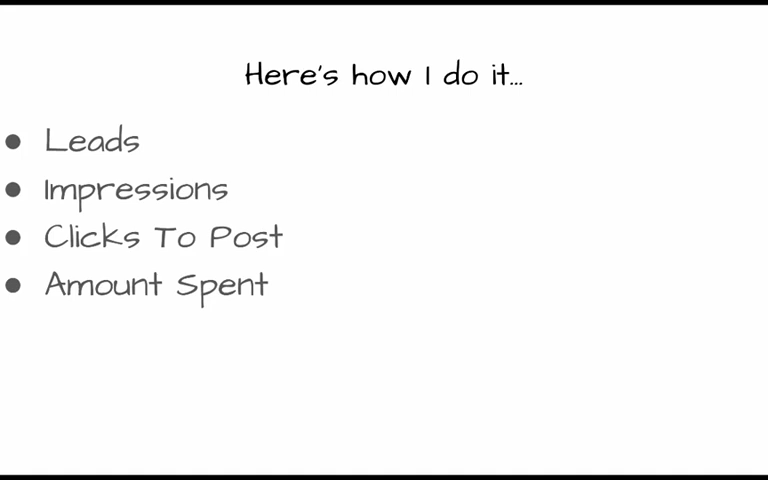 Here's how I do it...
● Leads
● Impressions
● Clicks To Post
● Amount Spent